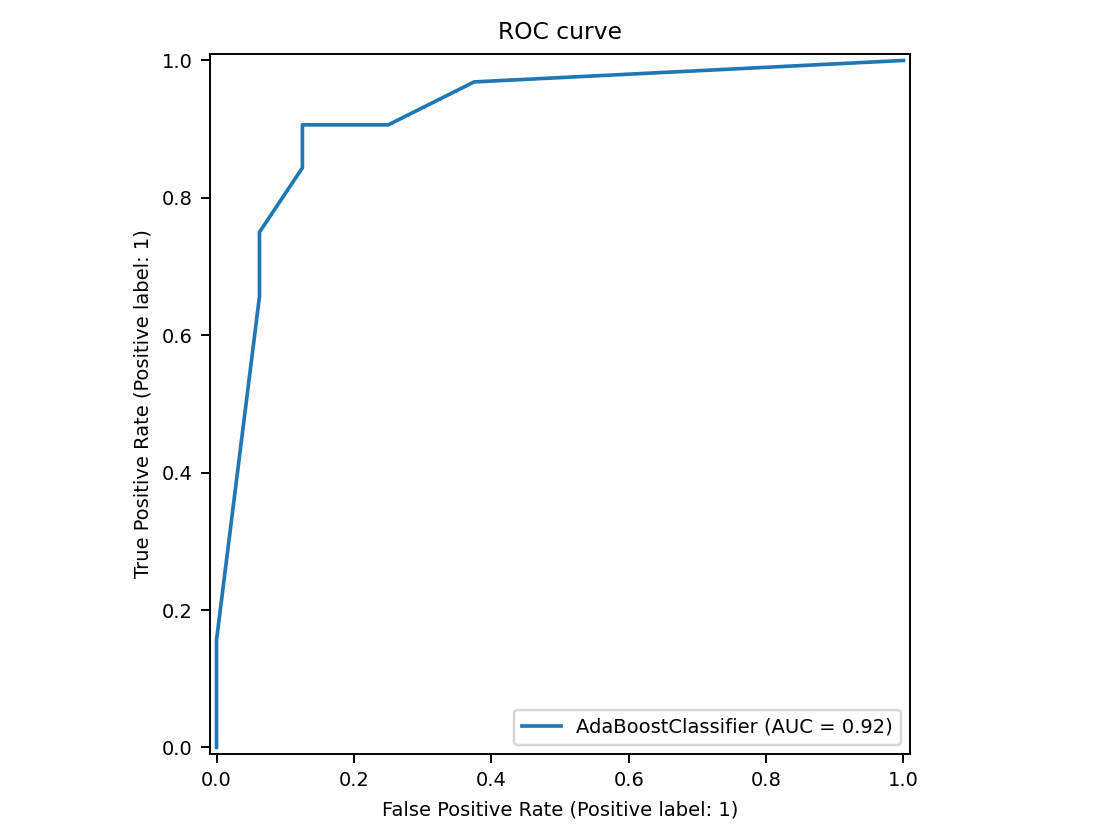 ROC curve
True Positive Rate (Positive label: 1)
1.0
0.8
0.6
0.4
0.2
0.0
AdaBoostClassifier (AUC = 0.92)
0.0 0.2 0.4 0.6 0.8 1.0
False Positive Rate (Positive label: 1)